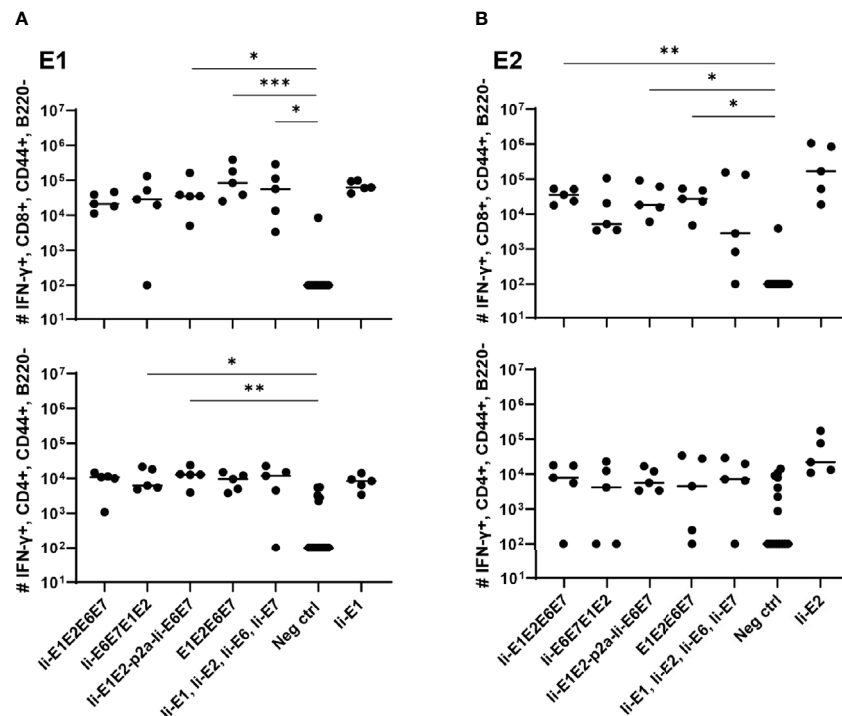 A
E1
*
***
*
# IFN-γ+, CD8+, CD44+, B220-
10⁷
10⁶
10⁵
10⁴
10³
10²
10¹
*
**
# IFN-γ+, CD4+, CD44+, B220-
10⁷
10⁶
10⁵
10⁴
10³
10²
10¹
Ii-E1E2E6E7
Ii-E6E7E1E2
Ii-E1E2-p2a-Ii-E6E7
E1E2E6E7
Ii-E1, Ii-E2, Ii-E6, Ii-E7
Neg ctrl
Ii-E1
B
E2
**
*
*
# IFN-γ+, CD8+, CD44+, B220-
10⁷
10⁶
10⁵
10⁴
10³
10²
10¹
# IFN-γ+, CD4+, CD44+, B220-
10⁷
10⁶
10⁵
10⁴
10³
10²
10¹
Ii-E1E2E6E7
Ii-E6E7E1E2
Ii-E1E2-p2a-Ii-E6E7
E1E2E6E7
Ii-E1, Ii-E2, Ii-E6, Ii-E7
Neg ctrl
Ii-E2